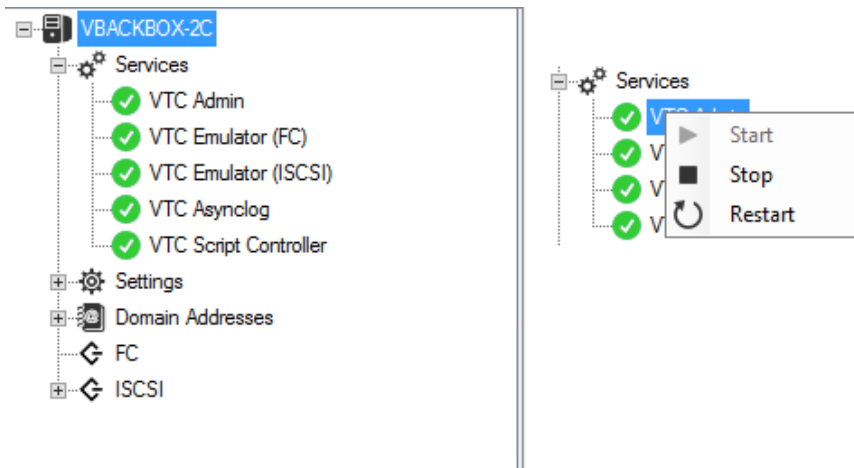 VBACKBOX-2C
Services
VTC Admin
VTC Emulator (FC)
VTC Emulator (ISCSI)
VTC Asynclog
VTC Script Controller
Settings
Domain Addresses
FC
ISCSI
Services
Start
Stop
Restart